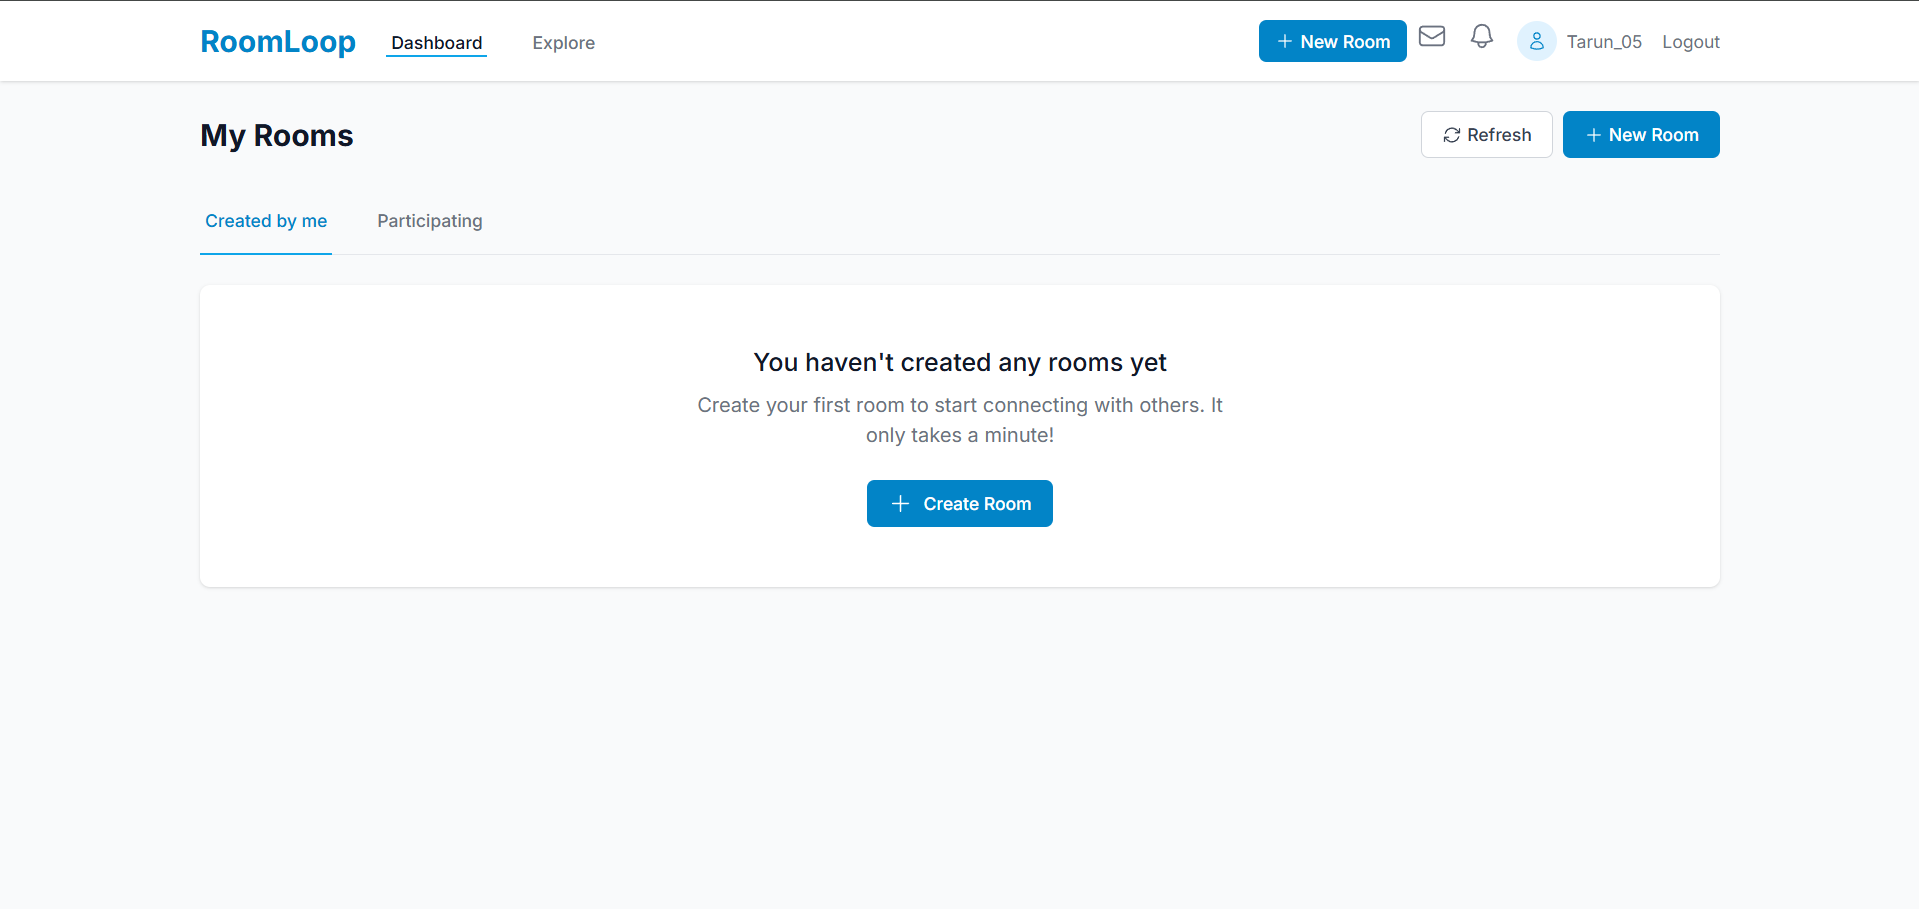 RoomLoop Dashboard Explore New Room Tarun_05 Logout
My Rooms Refresh New Room
Created by me Participating
You haven't created any rooms yet
Create your first room to start connecting with others. It
only takes a minute!
Create Room